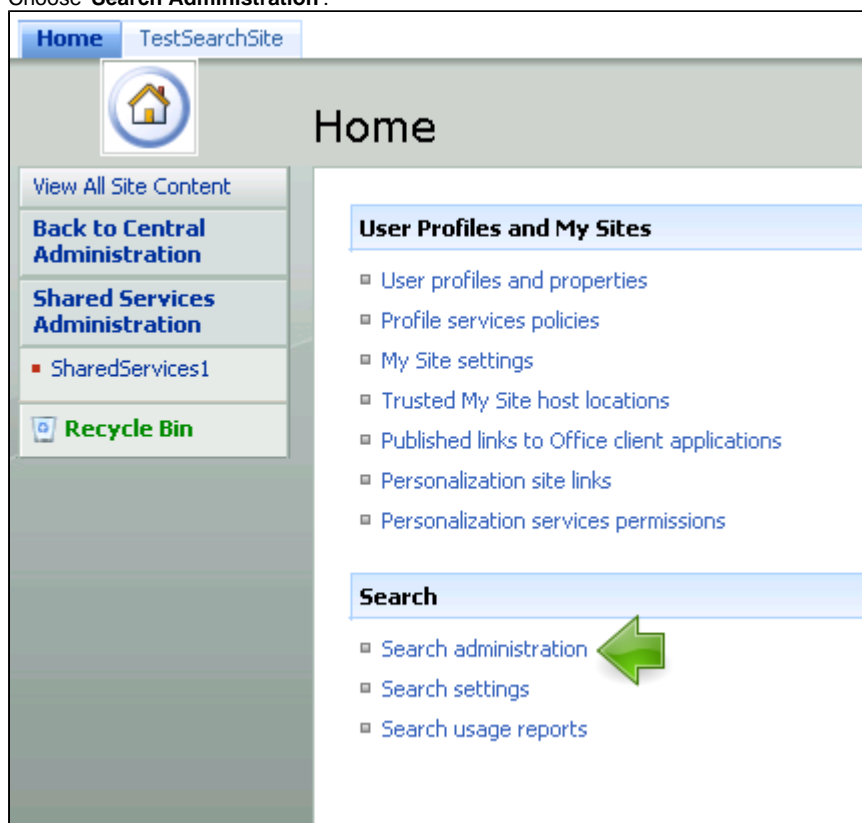 Choose 'Search Administration'.
Home TestSearchSite
Home
View All Site Content
Back to Central
Administration
Shared Services
Administration
SharedServices1
Recycle Bin
User Profiles and My Sites
User profiles and properties
Profile services policies
My Site settings
Trusted My Site host locations
Published links to Office client applications
Personalization site links
Personalization services permissions
Search
Search administration
Search settings
Search usage reports